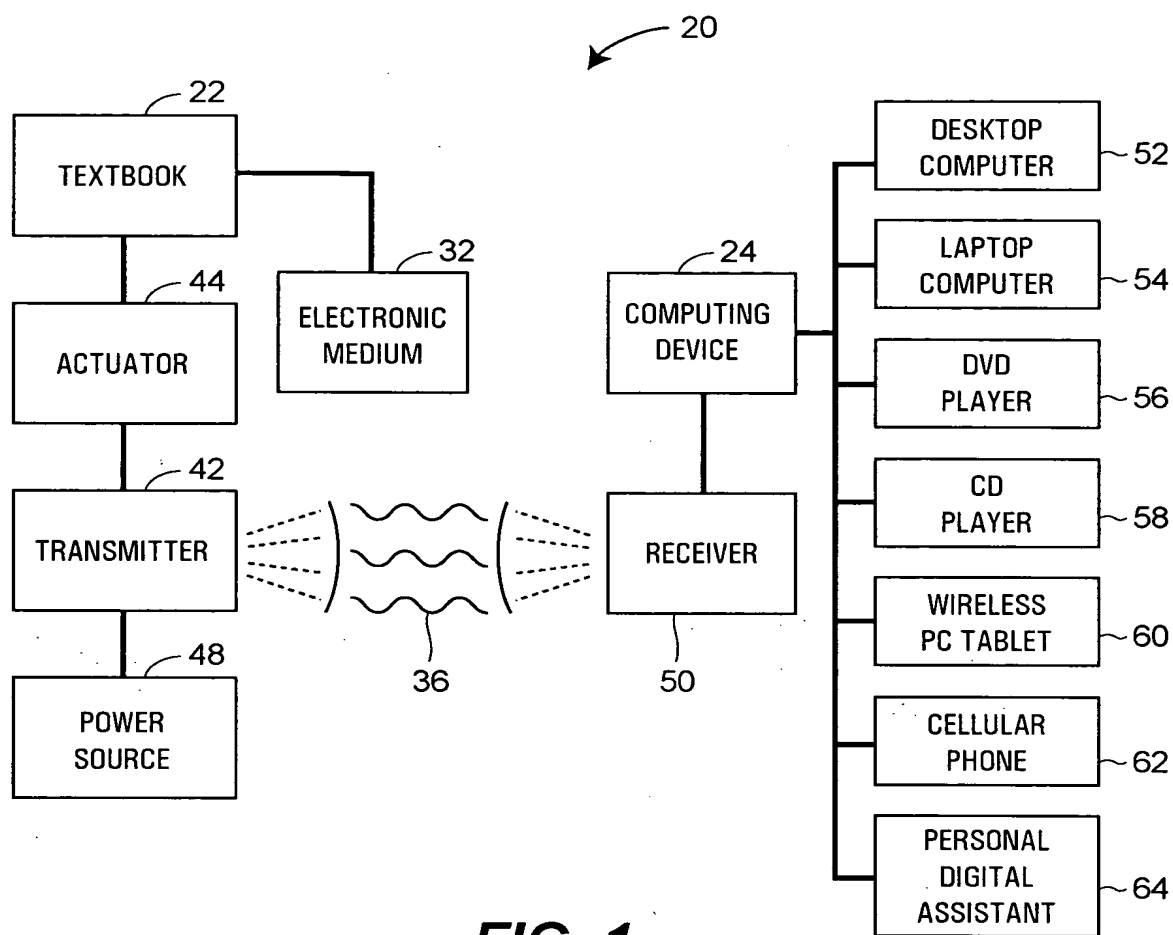 20
22
TEXTBOOK
44
ACTUATOR
42
TRANSMITTER
48
POWER
SOURCE
32
ELECTRONIC
MEDIUM
36
24
COMPUTING
DEVICE
RECEIVER
50
DESKTOP
COMPUTER
52
LAPTOP
COMPUTER
54
DVD
PLAYER
56
CD
PLAYER
58
WIRELESS
PC TABLET
60
CELLULAR
PHONE
62
PERSONAL
DIGITAL
ASSISTANT
64
FIG. 1